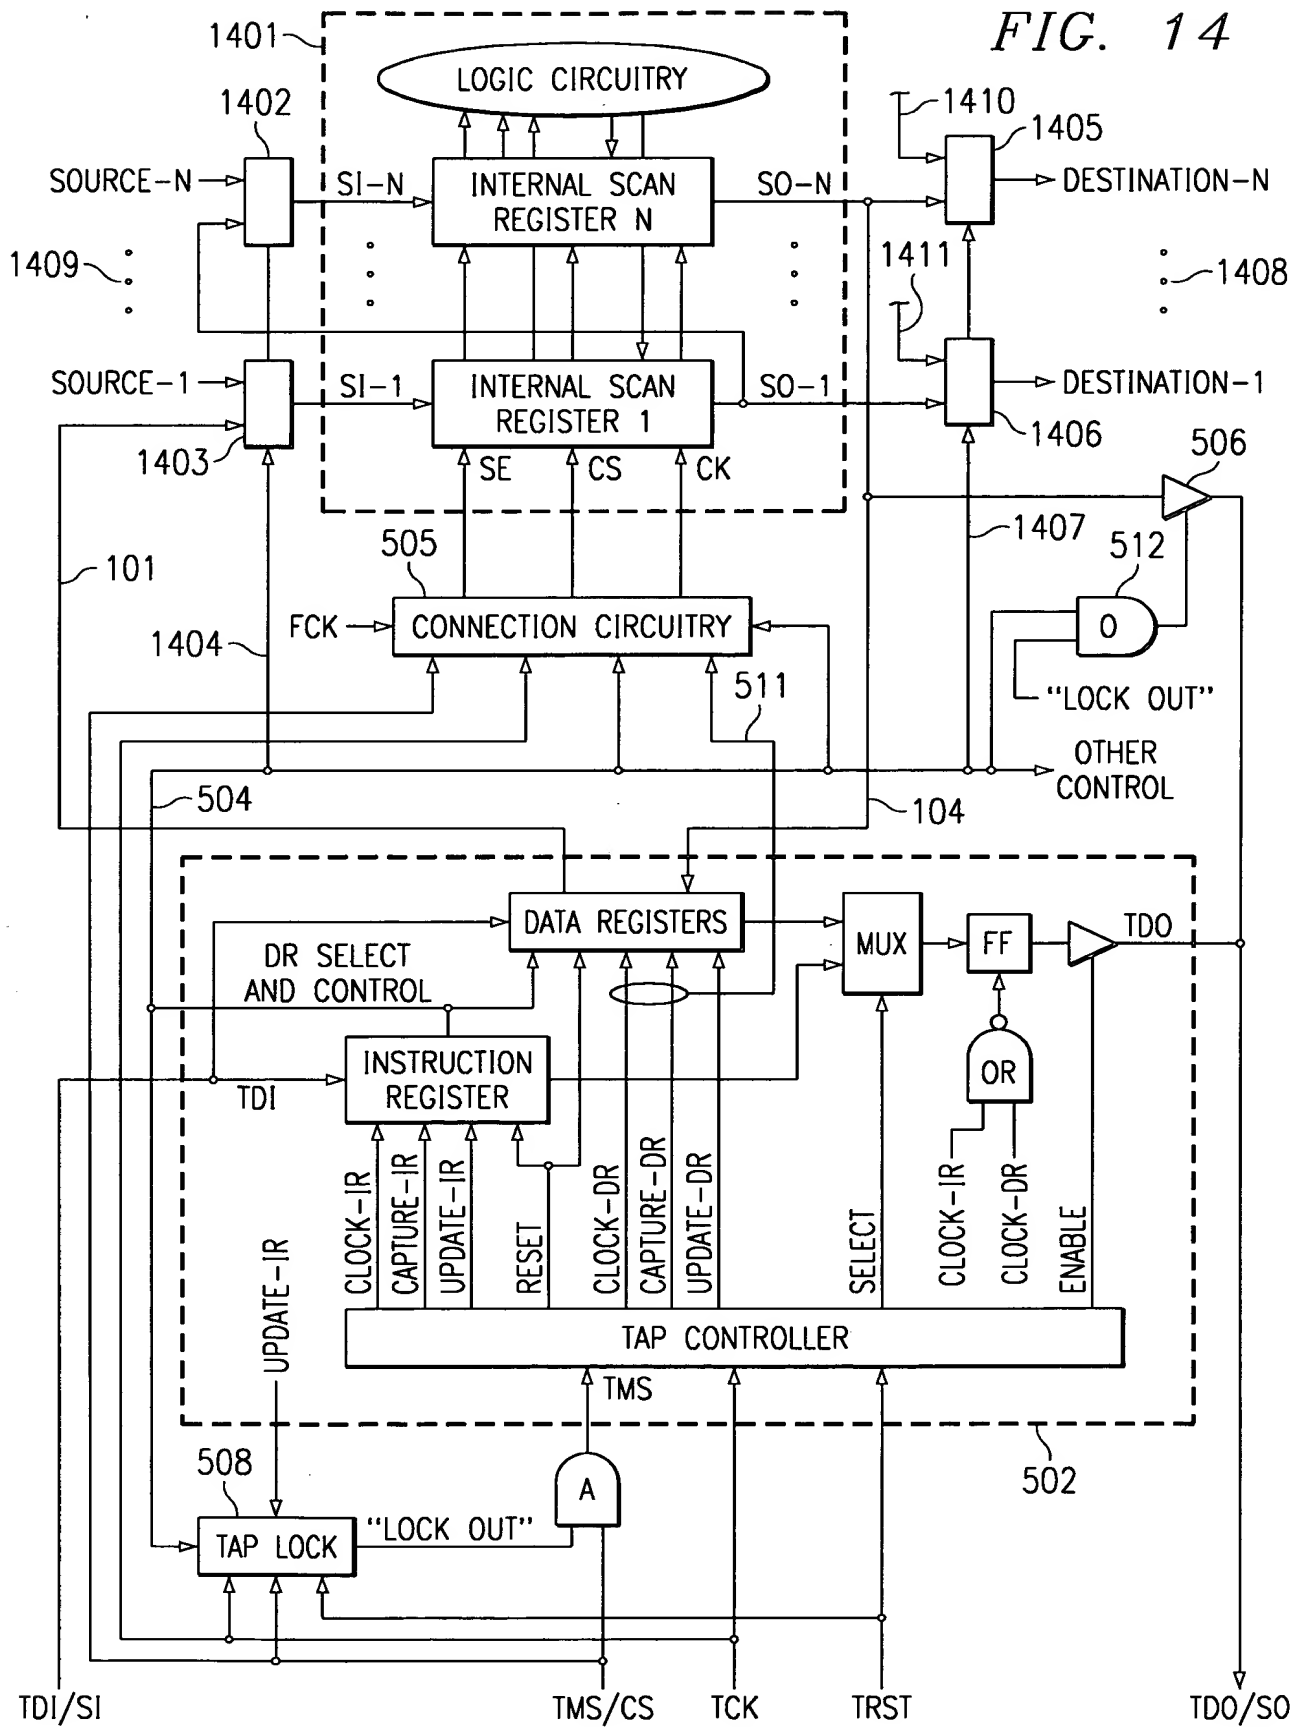 FIG. 14
1401
LOGIC CIRCUITRY
1402
1410
1405
SOURCE-N
SI-N
INTERNAL SCAN
REGISTER N
SO-N
DESTINATION-N
1409
1411
1408
SOURCE-1
SI-1
INTERNAL SCAN
REGISTER 1
SO-1
DESTINATION-1
1403
1406
506
SE
CS
CK
101
505
1407
512
FCK
CONNECTION CIRCUITRY
O
1404
511
"LOCK OUT"
504
104
OTHER
CONTROL
DATA REGISTERS
MUX
FF
TDO
DR SELECT
AND CONTROL
INSTRUCTION
REGISTER
OR
TDI
CLOCK-IR
CAPTURE-IR
UPDATE-IR
RESET
CLOCK-DR
CAPTURE-DR
UPDATE-DR
SELECT
CLOCK-IR
CLOCK-DR
ENABLE
UPDATE-IR
TAP CONTROLLER
TMS
508
A
502
TAP LOCK
"LOCK OUT"
TDI/SI
TMS/CS
TCK
TRST
TDO/SO